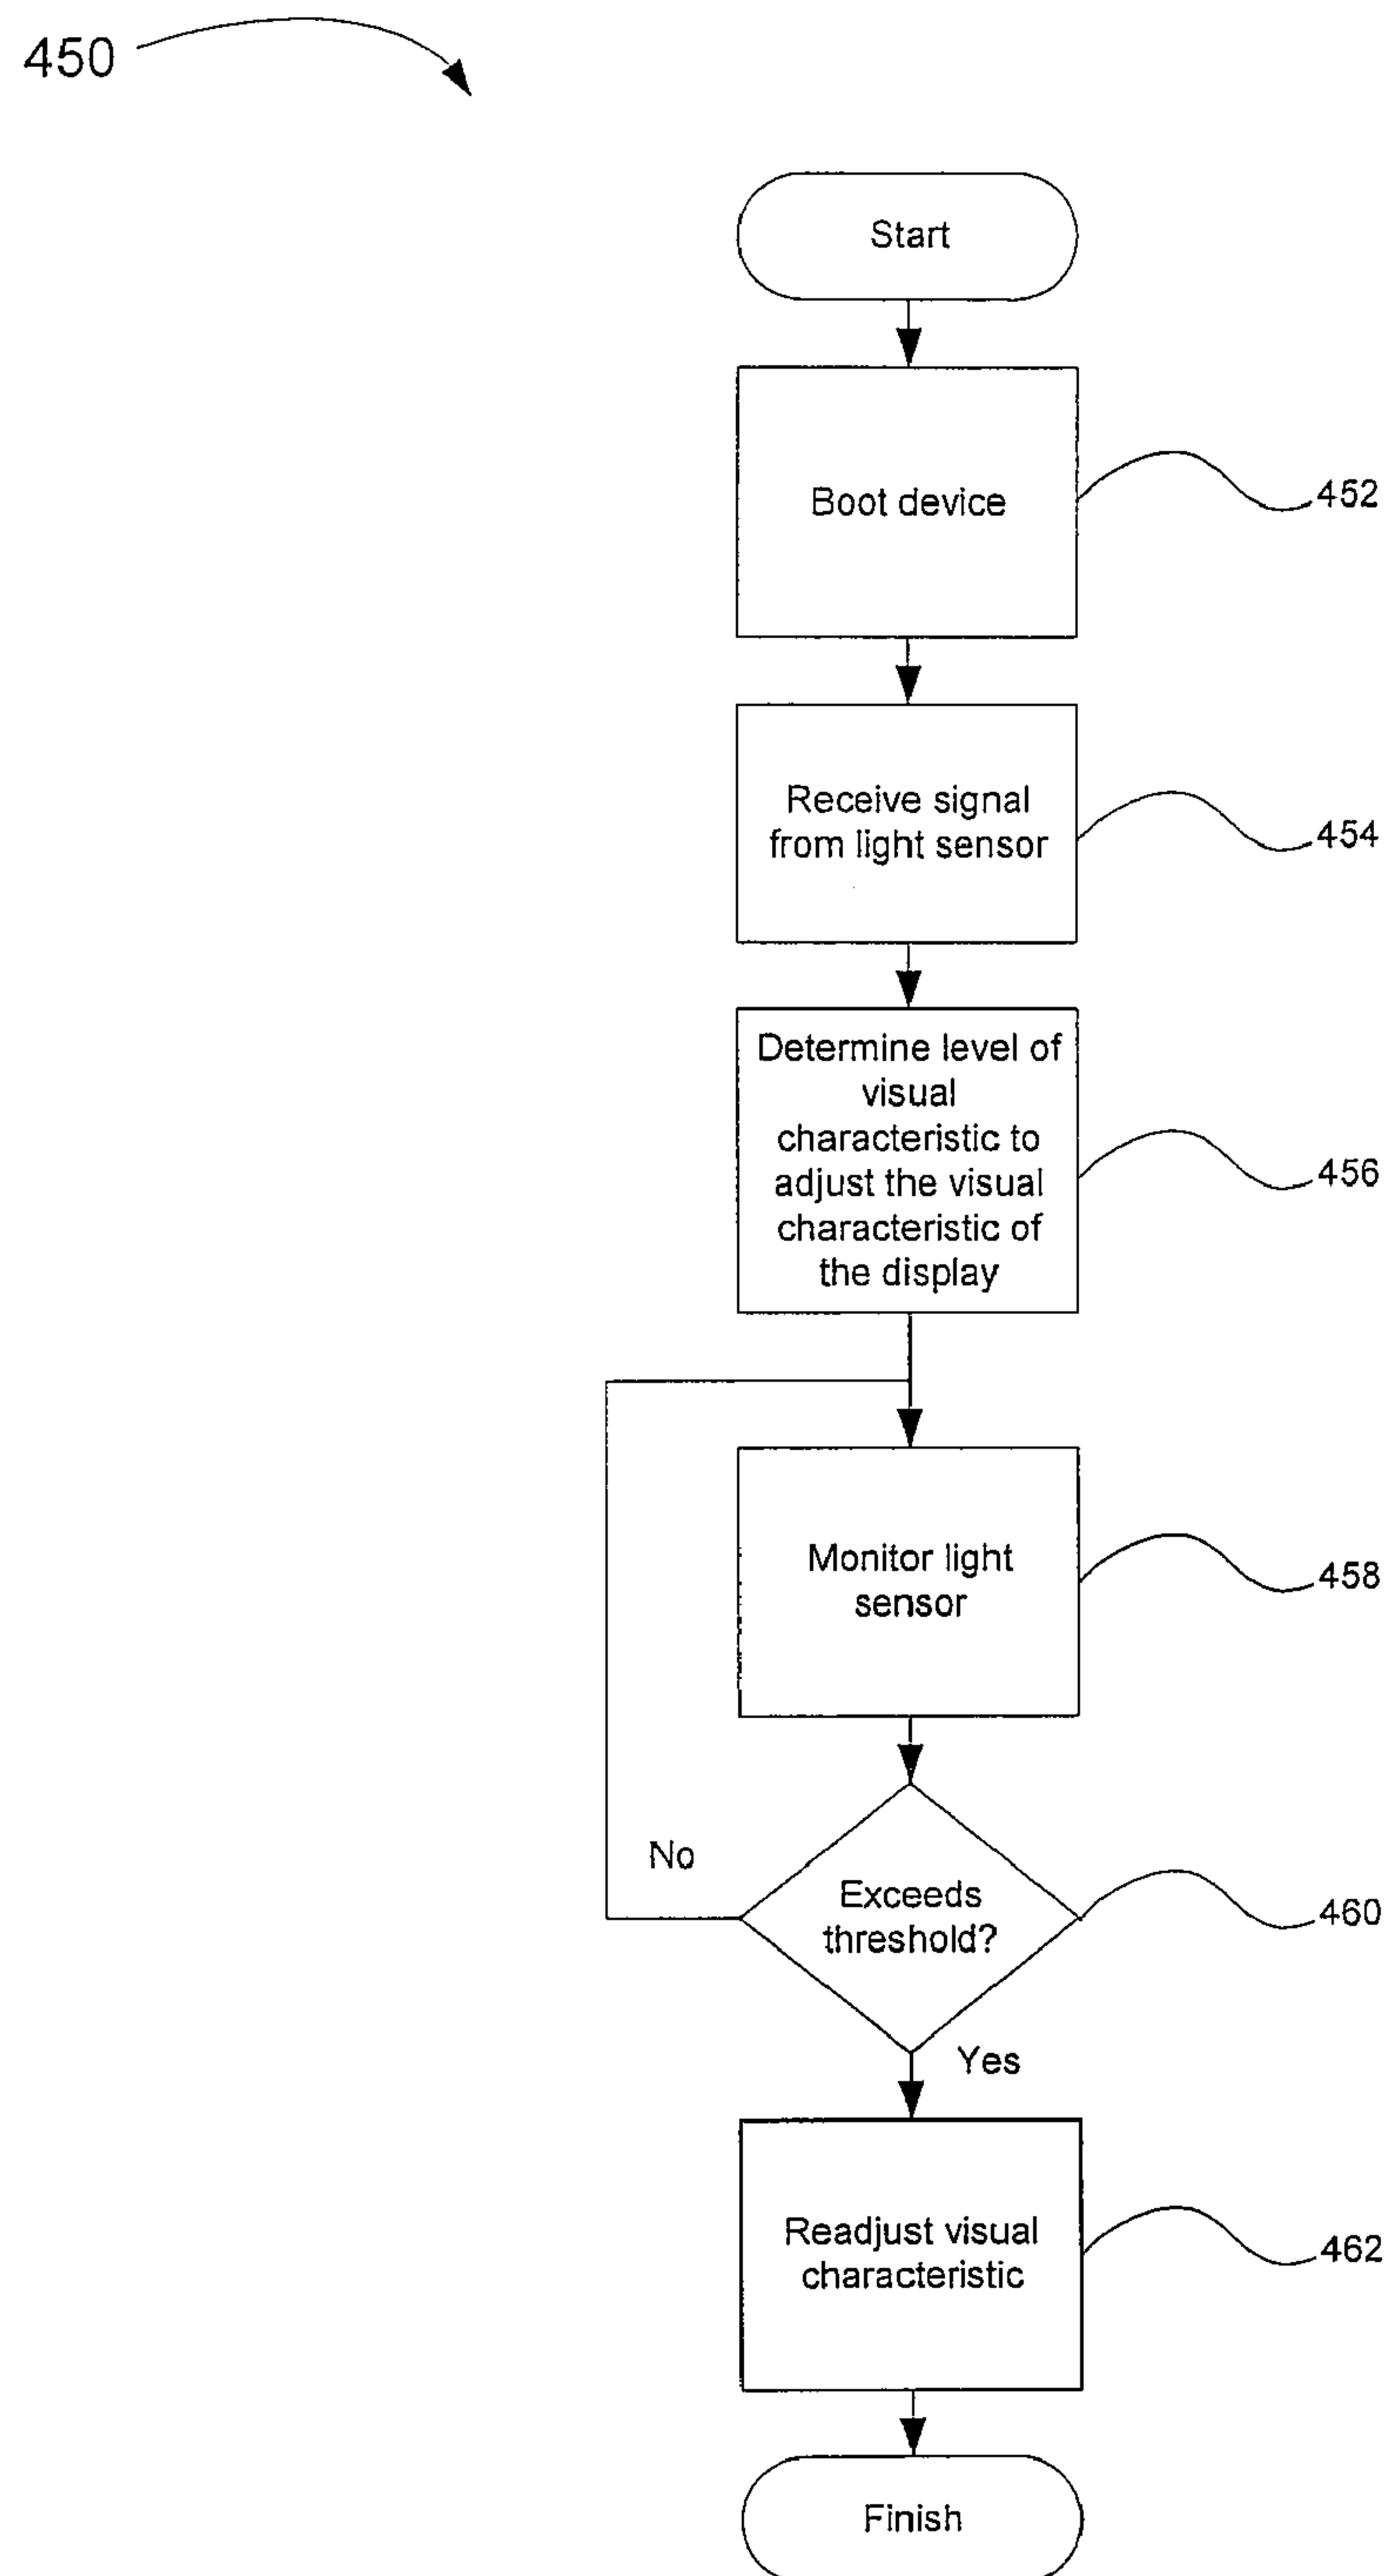 450
Start
Boot device
452
Receive signal
from light sensor
454
Determine level of
visual
characteristic to
adjust the visual
characteristic of
the display
456
Monitor light
sensor
458
No
Exceeds
threshold?
460
Yes
Readjust visual
characteristic
462
Finish